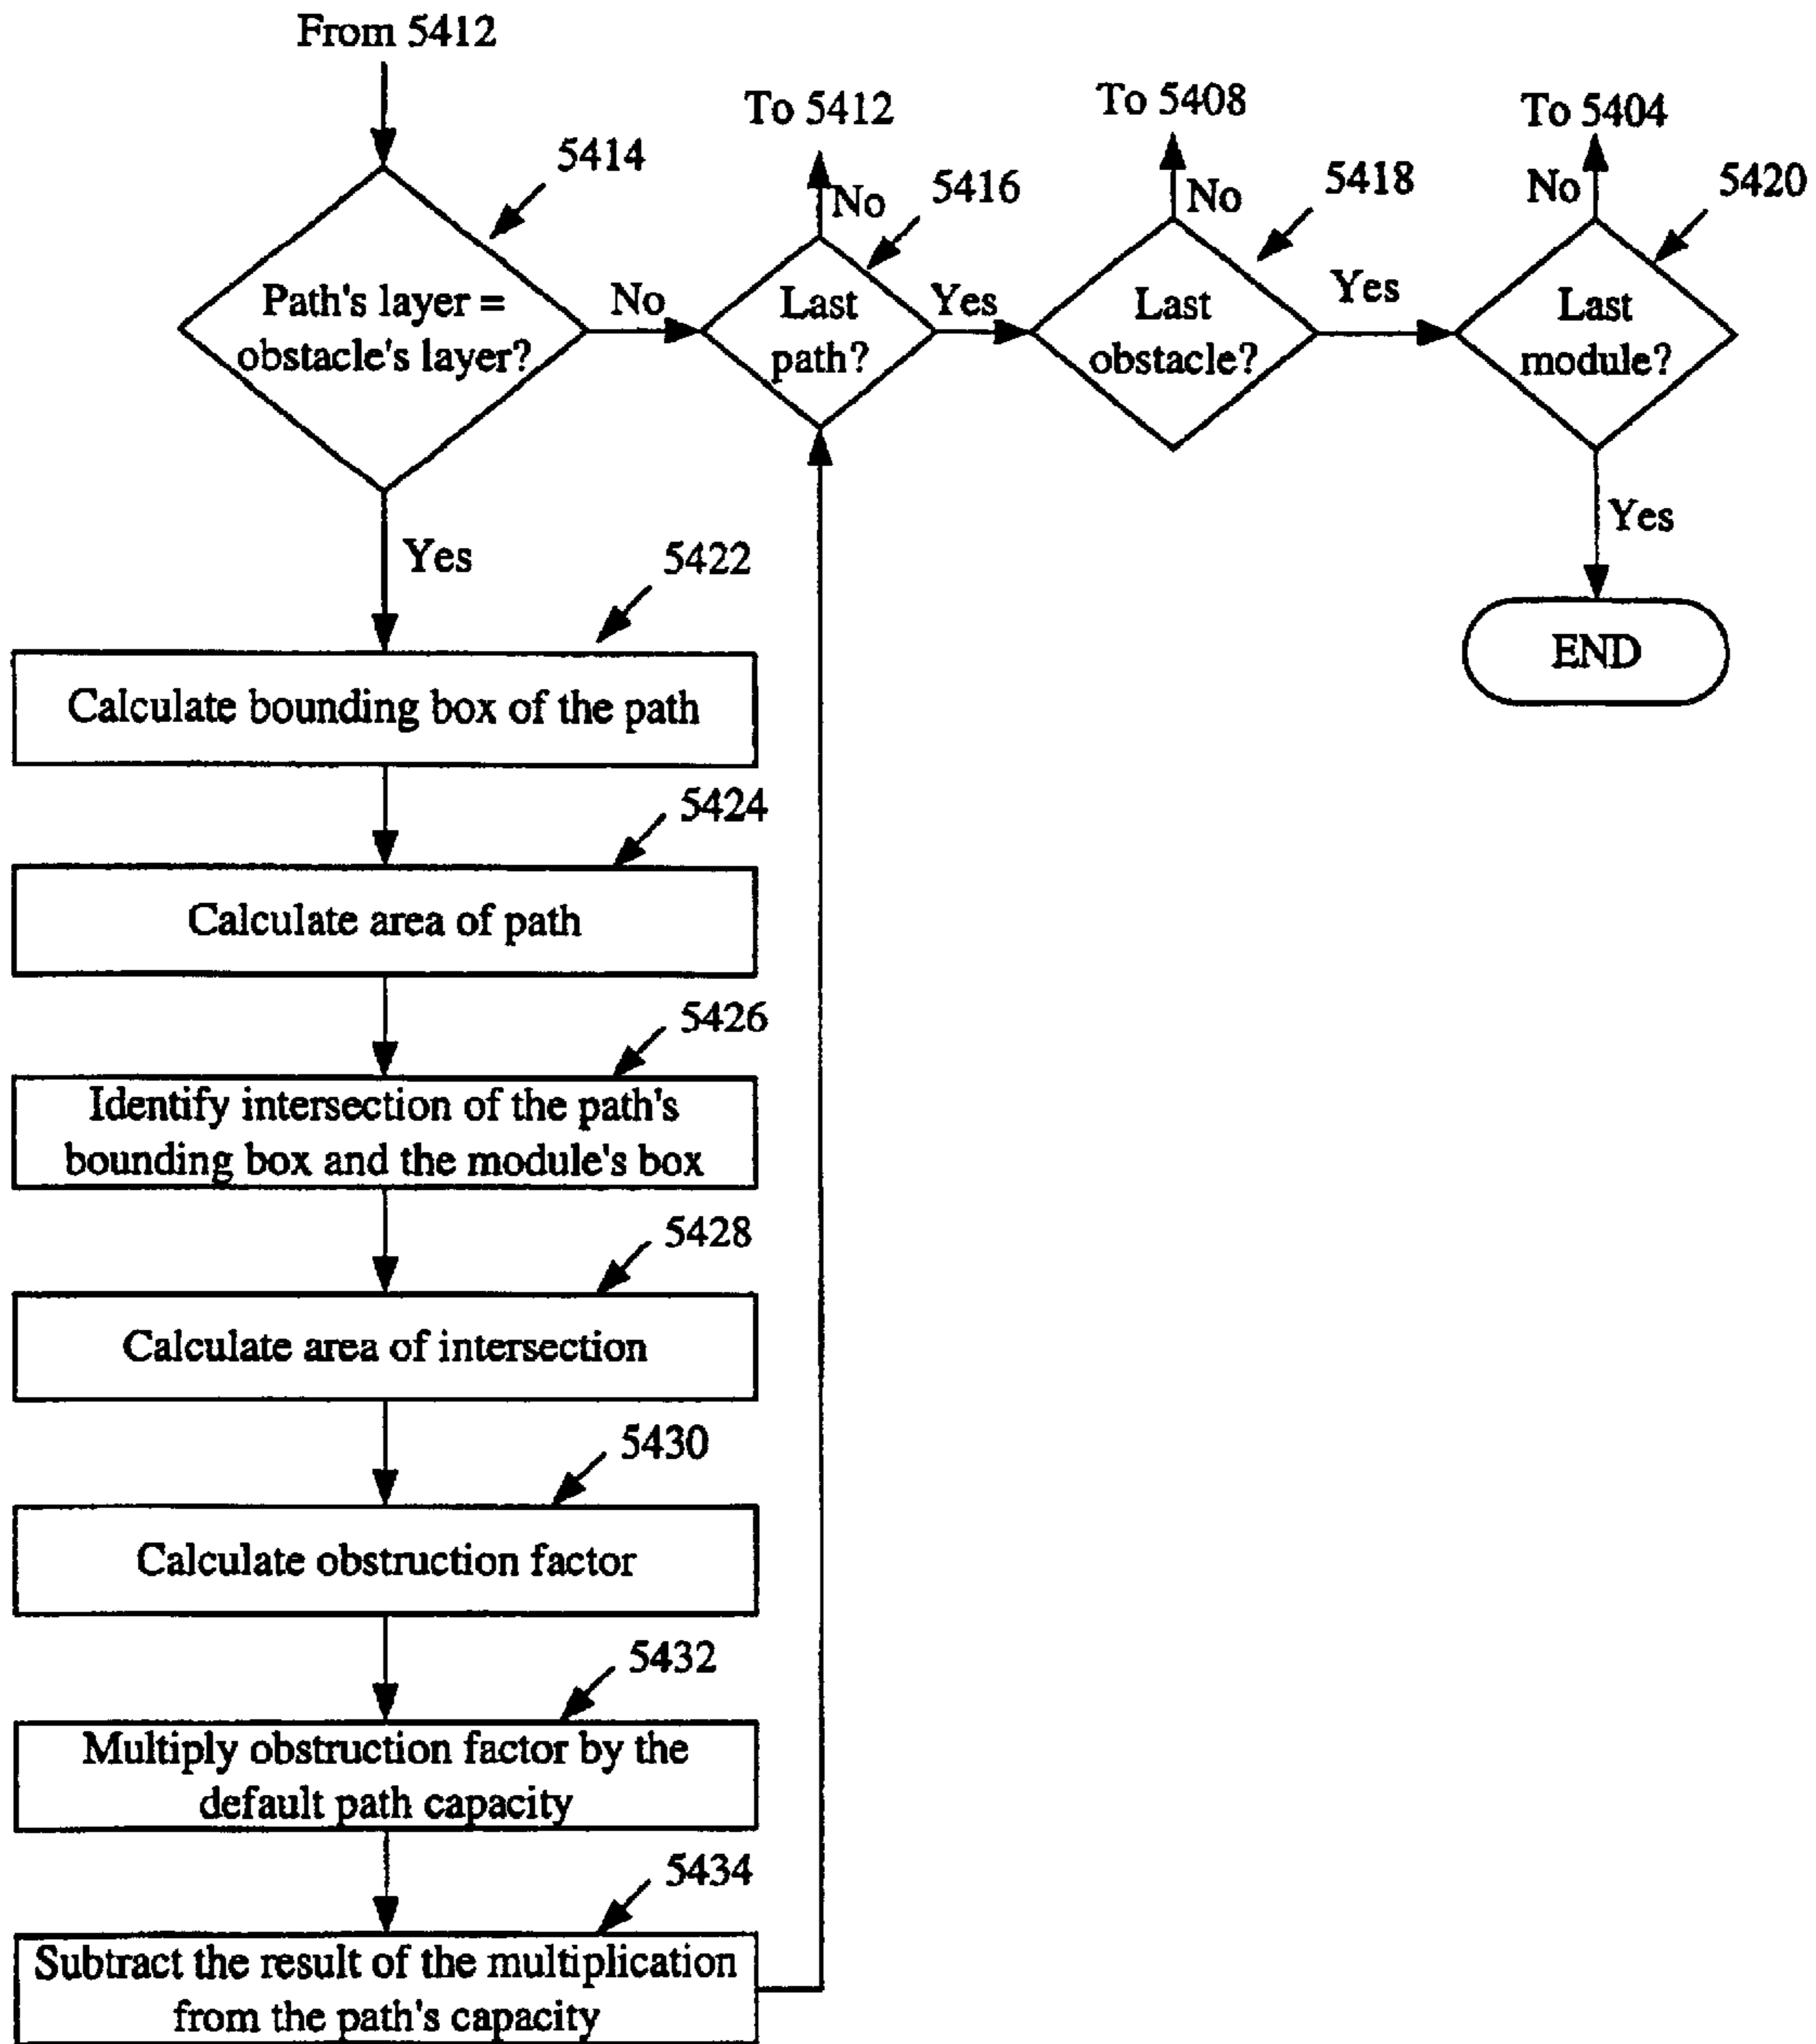 From 5412
To 5412
To 5408
To 5404
5414
5416
5418
5420
No
No
No
Path's layer =
obstacle's layer?
No
Last
path?
Yes
Last
obstacle?
Yes
Last
module?
Yes
Yes
END
5422
Calculate bounding box of the path
5424
Calculate area of path
5426
Identify intersection of the path's
bounding box and the module's box
5428
Calculate area of intersection
5430
Calculate obstruction factor
5432
Multiply obstruction factor by the
default path capacity
5434
Subtract the result of the multiplication
from the path's capacity